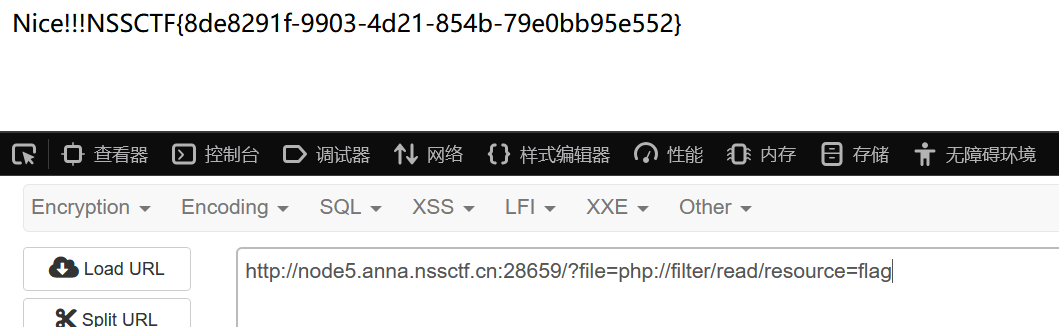 Nice!!!NSSCTF{8de8291f-9903-4d21-854b-79e0bb95e552}
查看器 控制台 调试器 网络 样式编辑器 性能 内存 存储 无障碍环境
Encryption Encoding SQL XSS LFI XXE Other
Load URL
http://node5.anna.nssctf.cn:28659/?file=php://filter/read/resource=flag
Split URL